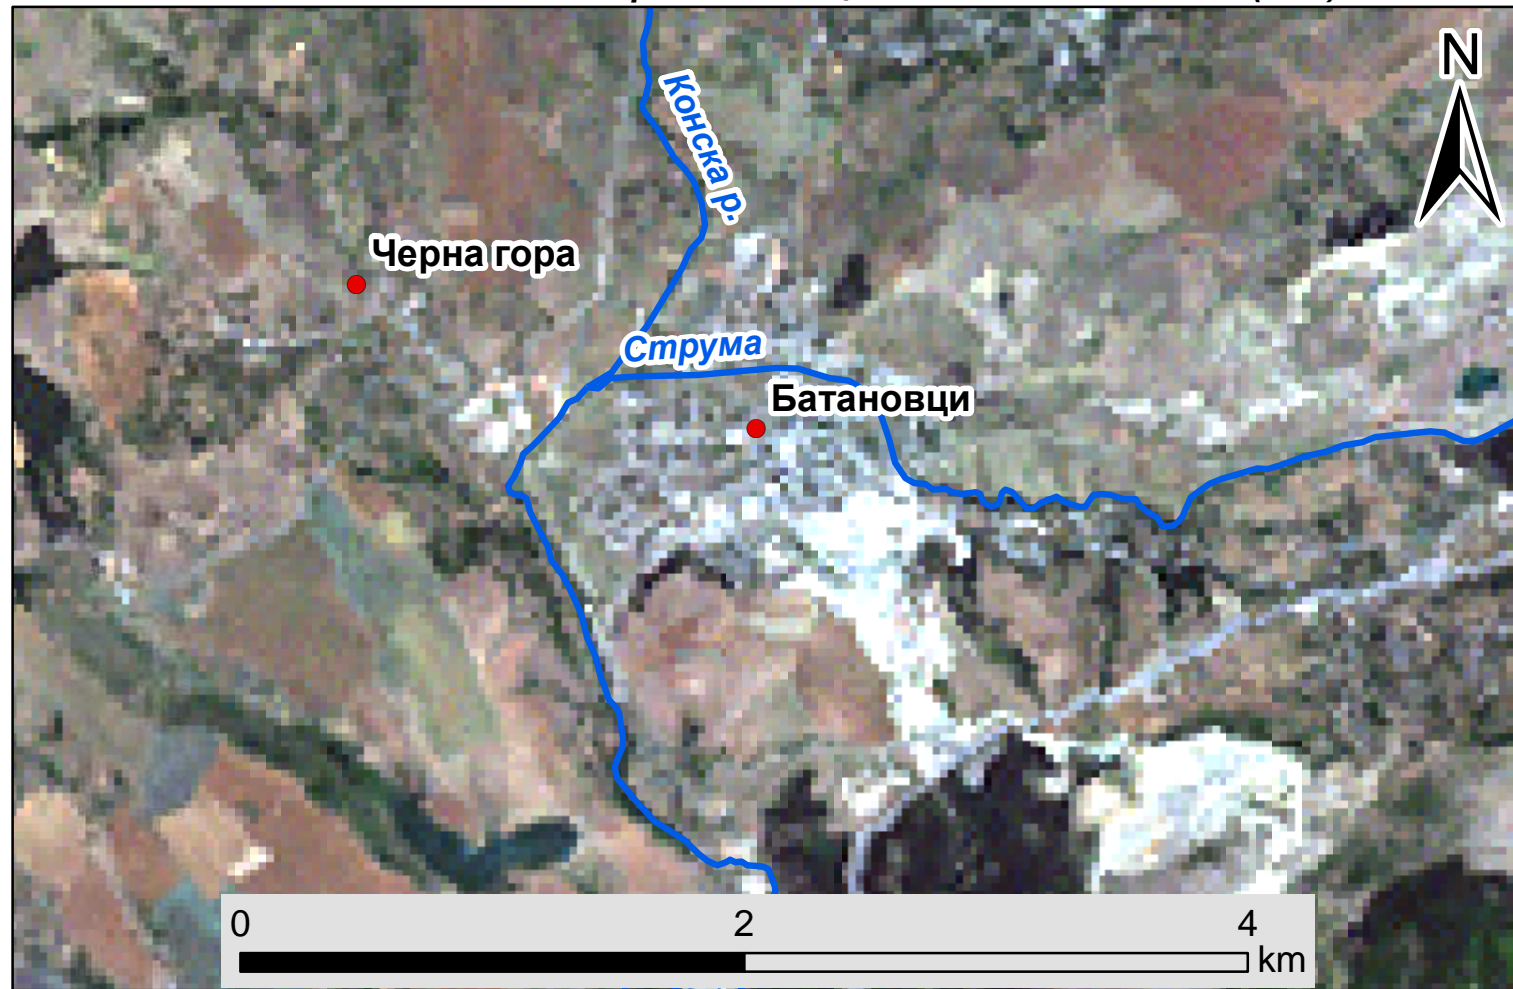 N
Конска р.
Черна гора
Струма
Батановци
0 2 4
km